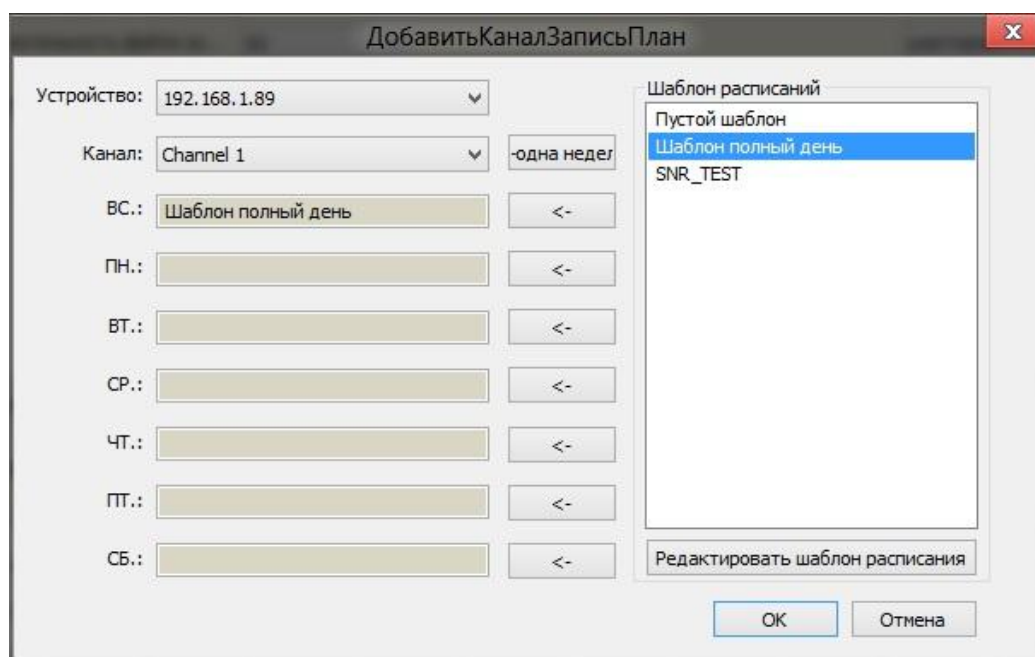 ДобавитьКаналЗаписьПлан
x
Устройство: 192.168.1.89
Канал: Channel 1 -одна недел
ВС.: Шаблон полный день <-
ПН.: <-
ВТ.: <-
СР.: <-
ЧТ.: <-
ПТ.: <-
СБ.: <-
Шаблон расписаний
Пустой шаблон
Шаблон полный день
SNR_TEST
Редактировать шаблон расписания
OK Отмена